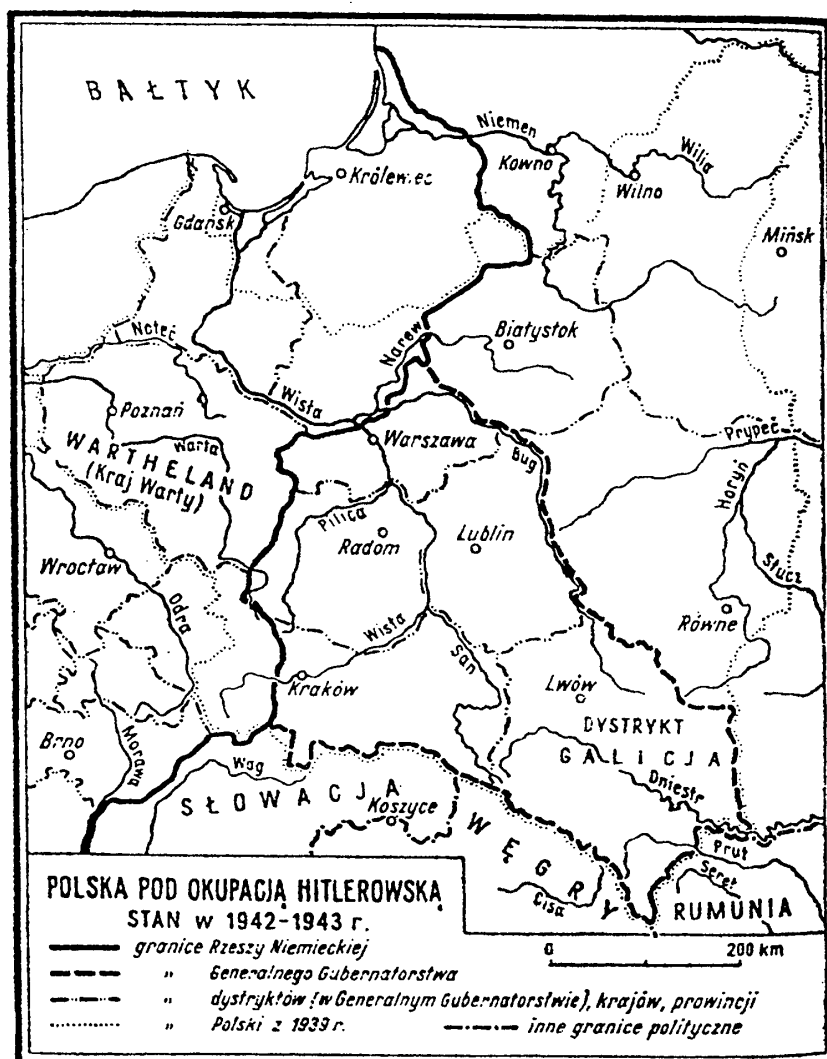 BAŁTYK
Niemen
Kowno
Wilia
Wilno
Królewiec
Gdańsk
Mińsk
Noteć
Narew
Białystok
Wisła
Poznań
Warszawa
Bug
Prypeć
WARTHELAND
(Kraj Warty)
Warta
Pilica
Horyń
Radom
Lublin
Słucz
Wrocław
Odra
Wisła
San
Równe
Kraków
Lwów
DYSTRYKT
GALICJA
Brno
Morawa
Wag
Dniestr
SŁOWACJA
Koszyce
WĘGRY
Prut
Seret
Cisa
RUMUNIA
POLSKA POD OKUPACJĄ HITLEROWSKĄ
STAN w 1942-1943 r.
granice Rzeszy Niemieckiej
0 200 km
" Generalnego Gubernatorstwa
" dystryktów (w Generalnym Gubernatorstwie), krajów, prowincji
" Polski z 1939 r. inne granice polityczne